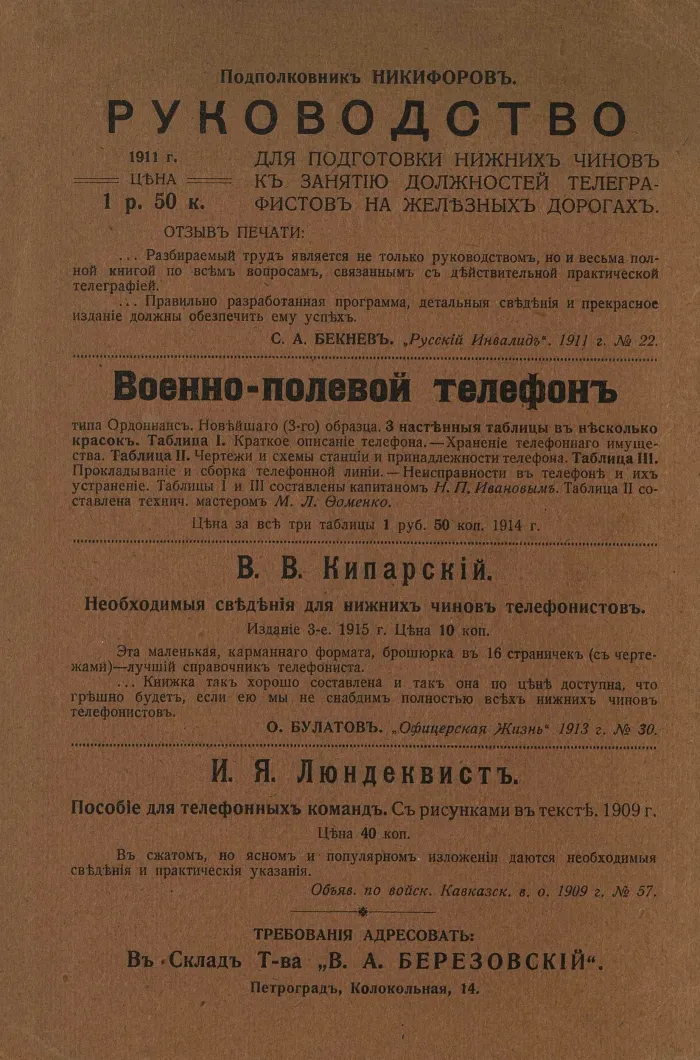 Подполковникъ НИКИФОРОВЪ.
РУКОВОДСТВО
1911 г.
ЦѢНА
1 р. 50 к.
ДЛЯ ПОДГОТОВКИ НИЖНИХЪ ЧИНОВЪ
КЪ ЗАНЯТІЮ ДОЛЖНОСТЕЙ ТЕЛЕГРА-
ФИСТОВЪ НА ЖЕЛѢЗНЫХЪ ДОРОГАХЪ.
ОТЗЫВЪ ПЕЧАТИ:
... Разбираемый трудъ является не только руководствомъ, но и весьма пол-
ной книгой по всѣмъ вопросамъ, связаннымъ съ дѣйствительной практической
телеграфіей.
... Правильно разработанная программа, детальныя свѣдѣнія и прекрасное
изданіе должны обезпечить ему успѣхъ.
С. А. БЕКНЕВЪ. „Русскій Инвалидъ“. 1911 г. № 22.
Военно-полевой телефонъ
типа Ордоннансъ. Новѣйшаго (3-го) образца. 3 настѣнныя таблицы въ нѣсколько
красокъ. Таблица I. Краткое описаніе телефона.—Храненіе телефоннаго имуще-
ства. Таблица II. Чертежи и схемы станціи и принадлежности телефона. Таблица III.
Прокладываніе и сборка телефонной линіи.—Неисправности въ телефонѣ и ихъ
устраненіе. Таблицы I и III составлены капитаномъ Н. П. Ивановымъ. Таблица II со-
ставлена технич. мастеромъ М. Л. Ѳоменко.
Цѣна за всѣ три таблицы 1 руб. 50 коп. 1914 г.
В. В. Кипарскій.
Необходимыя свѣдѣнія для нижнихъ чиновъ телефонистовъ.
Изданіе 3-е. 1915 г. Цѣна 10 коп.
Эта маленькая, карманнаго формата, брошюрка въ 16 страничекъ (съ черте-
жами)—лучшій справочникъ телефониста.
... Книжка такъ хорошо составлена и такъ она по цѣнѣ доступна, что
грѣшно будетъ, если ею мы не снабдимъ полностью всѣхъ нижнихъ чиновъ
телефонистовъ.
О. БУЛАТОВЪ. „Офицерская Жизнь“ 1913 г. № 30.
И. Я. Люндеквистъ.
Пособіе для телефонныхъ командъ. Съ рисунками въ текстѣ. 1909 г.
Цѣна 40 коп.
Въ сжатомъ, но ясномъ и популярномъ изложеніи даются необходимыя
свѣдѣнія и практическія указанія.
Объяв. по войск. Кавказск. в. о. 1909 г. № 57.
ТРЕБОВАНІЯ АДРЕСОВАТЬ:
Въ Складъ Т-ва „В. А. БЕРЕЗОВСКІЙ“.
Петроградъ, Колокольная, 14.